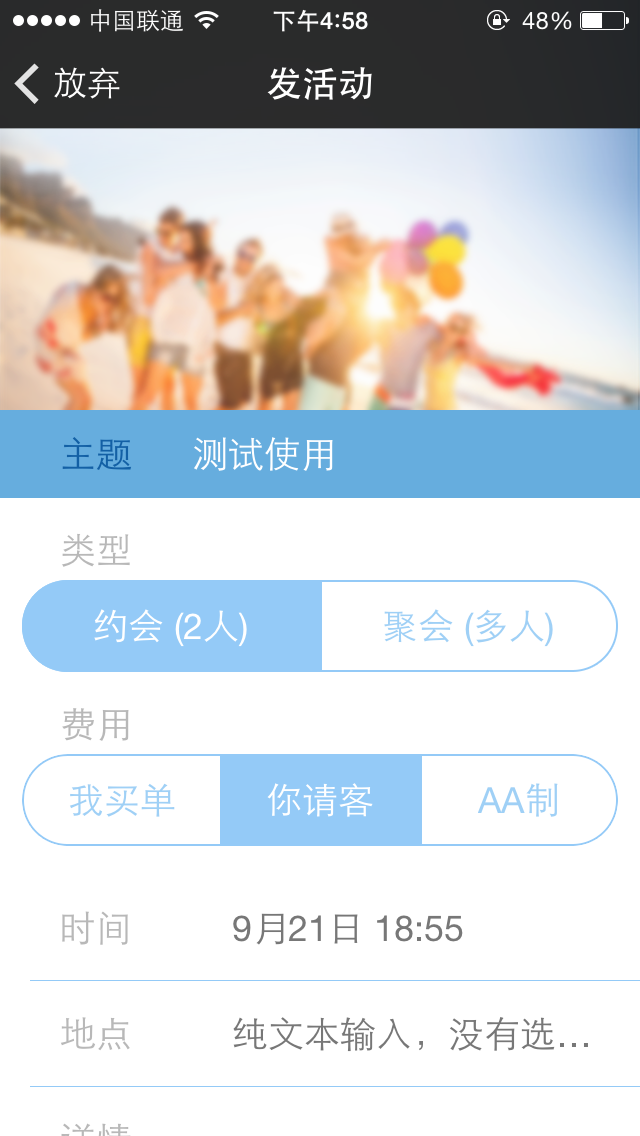 中国联通 下午4:58 48%
放弃 发活动
主题 测试使用
类型
约会 (2人) 聚会 (多人)
费用
我买单 你请客 AA制
时间 9月21日 18:55
地点 纯文本输入，没有选...
详情